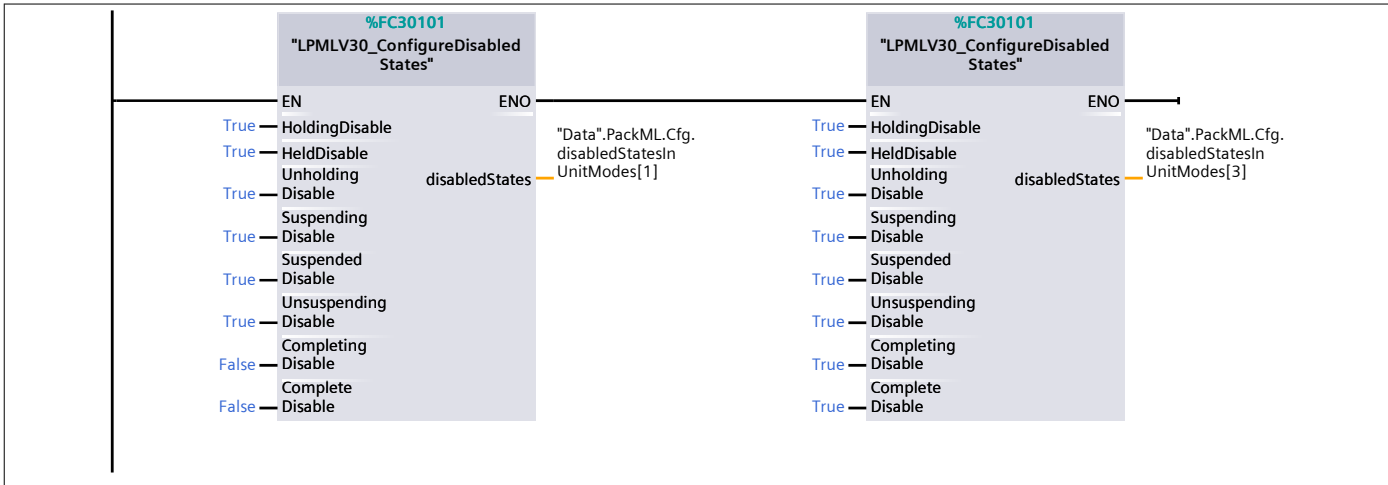 %FC30101
"LPMLV30_ConfigureDisabled
States"
EN
ENO
True
HoldingDisable
True
HeldDisable
Unholding
True
Disable
disabledStates
"Data".PackML.Cfg.
disabledStatesIn
UnitModes[1]
Suspending
True
Disable
Suspended
True
Disable
Unsuspending
True
Disable
Completing
False
Disable
Complete
False
Disable
%FC30101
"LPMLV30_ConfigureDisabled
States"
EN
ENO
True
HoldingDisable
True
HeldDisable
Unholding
True
Disable
disabledStates
"Data".PackML.Cfg.
disabledStatesIn
UnitModes[3]
Suspending
True
Disable
Suspended
True
Disable
Unsuspending
True
Disable
Completing
True
Disable
Complete
True
Disable